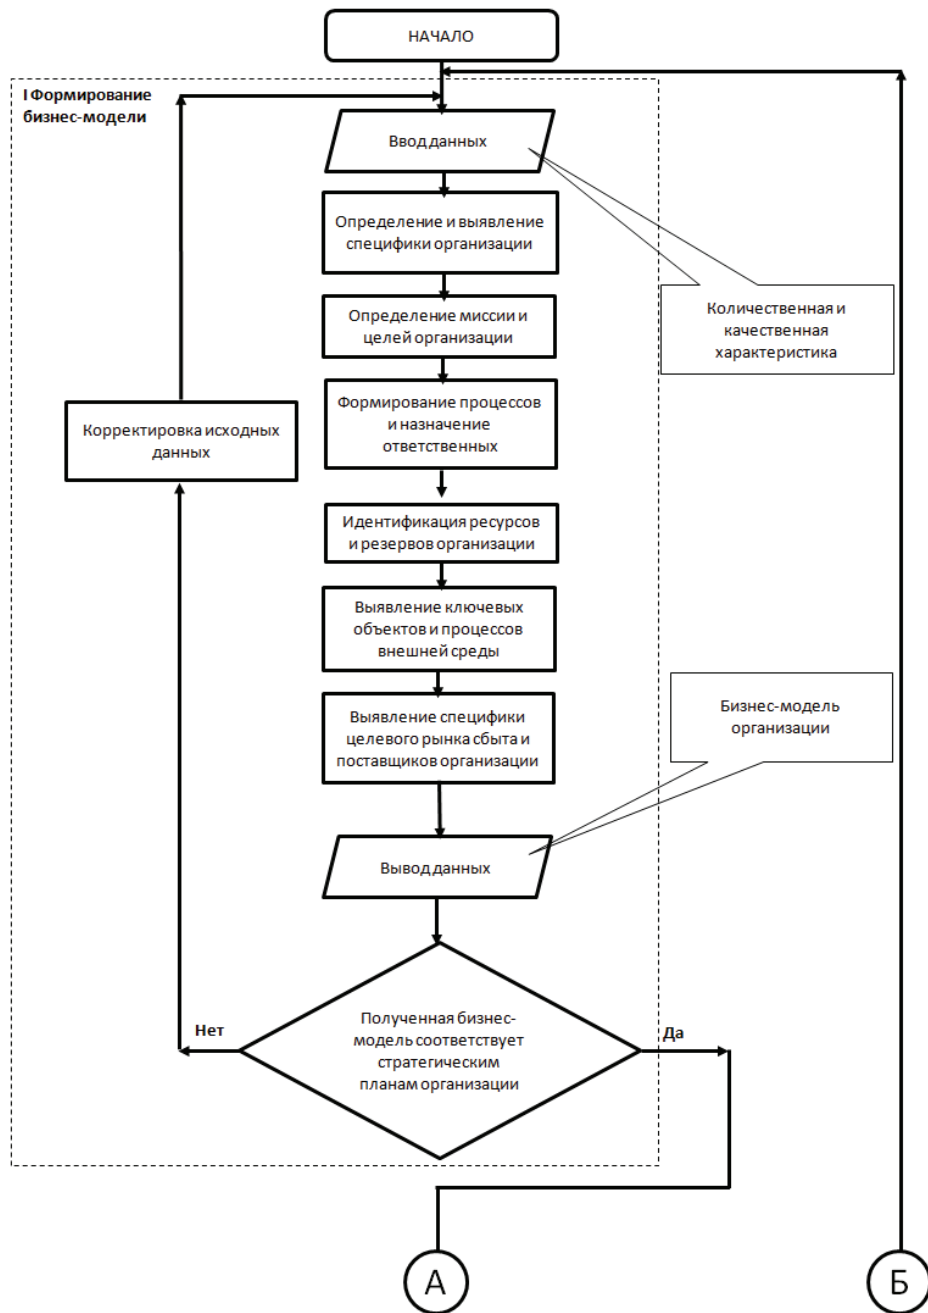 НАЧАЛО
I Формирование
бизнес-модели
Ввод данных
Определение и выявление
специфики организации
Количественная и
качественная
характеристика
Определение миссии и
целей организации
Формирование процессов
и назначение
ответственных
Корректировка исходных
данных
Идентификация ресурсов
и резервов организации
Выявление ключевых
объектов и процессов
внешней среды
Выявление специфики
целевого рынка сбыта и
поставщиков организации
Бизнес-модель
организации
Вывод данных
Полученная бизнес-
модель соответствует
стратегическим
планам организации
Нет
Да
А
Б